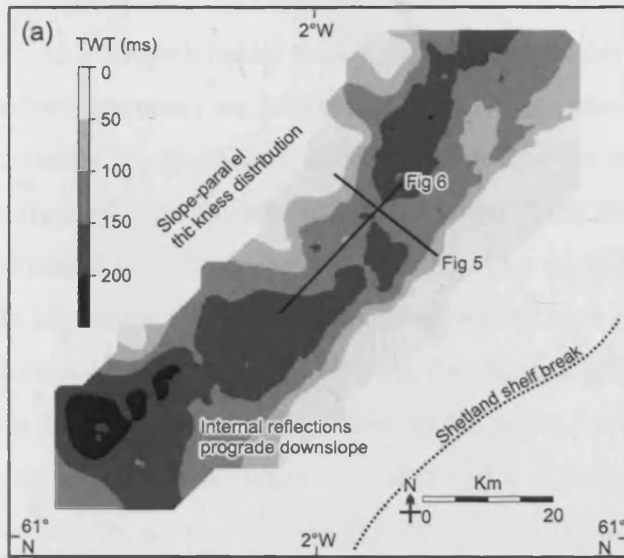 (a)
2°W
TWT (ms)
0
50
100
150
200
Slope-paral el
thc kness distribution
Fig 6
Fig 5
Internal reflections
prograde downslope
Shetland shelf break
N
Km
0
20
61°
N
2°W
61°
N